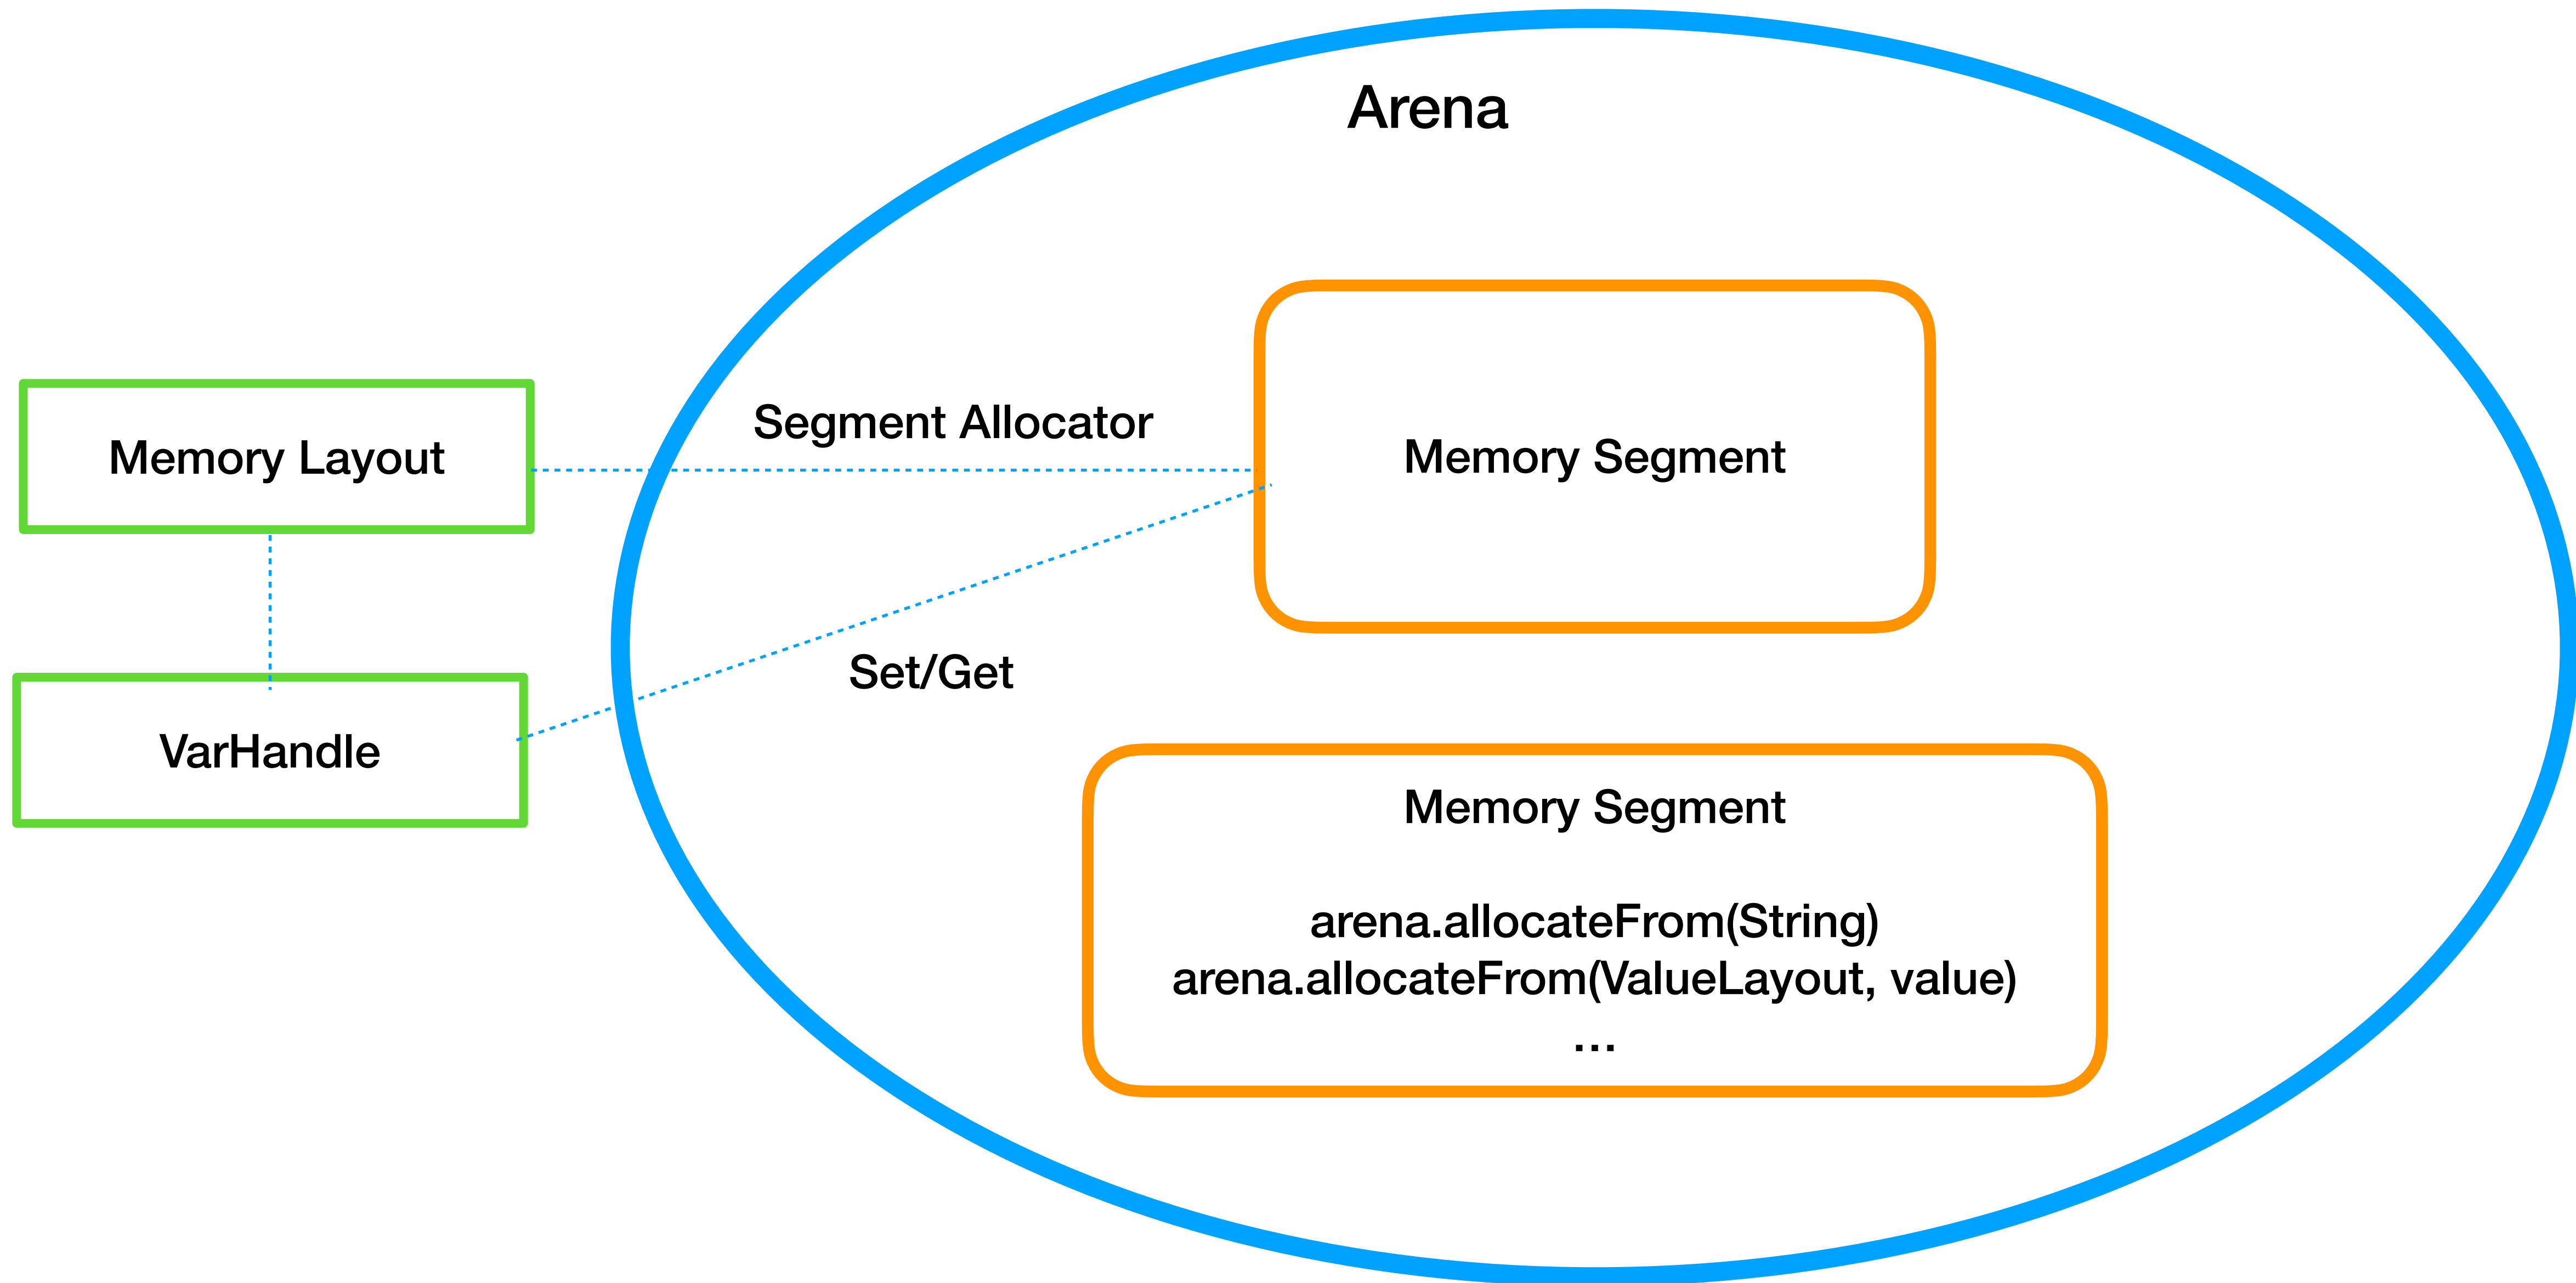 Arena
Segment Allocator
Memory Layout
Memory Segment
Set/Get
VarHandle
Memory Segment
arena.allocateFrom(String)
arena.allocateFrom(ValueLayout, value)
...